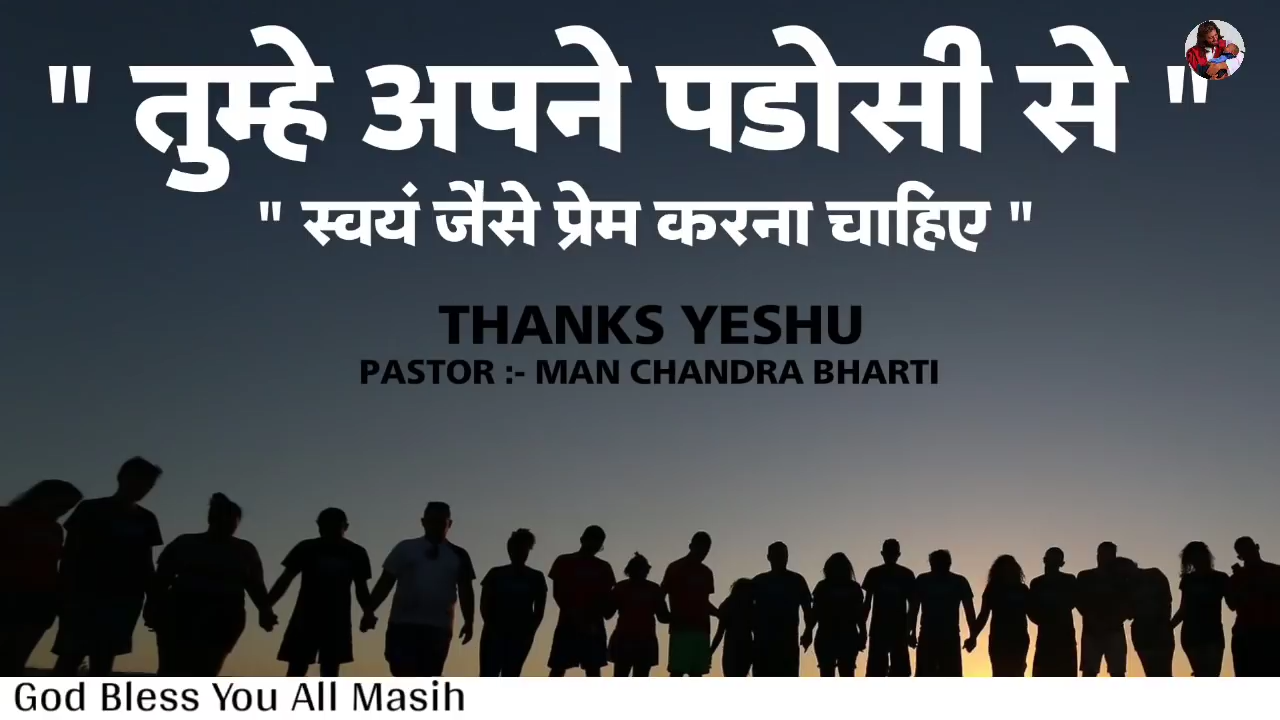 " तुम्हे अपने पडोसी से "
" स्वयं जैसे प्रेम करना चाहिए "
THANKS YESHU
PASTOR :- MAN CHANDRA BHARTI
God Bless You All Masih